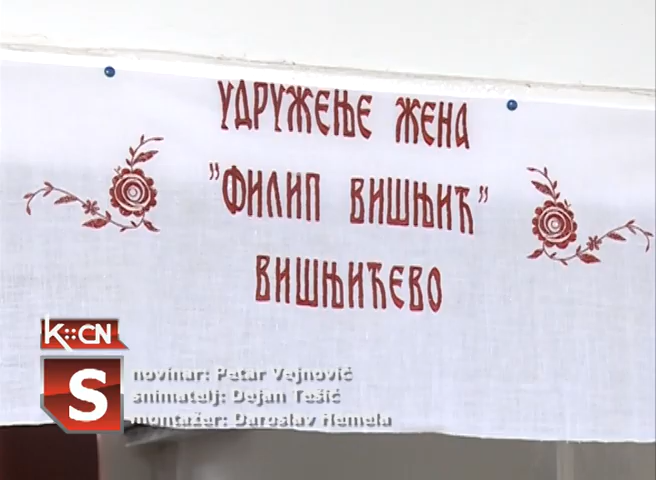 УДРУЖЕЊЕ ЖЕНА
"ФИЛИП ВИШЊИЋ"
ВИШЊИЋЕВО
K::CN
S
novinar: Petar Vejnović
snimatelj: Dejan Tešić
montažer: Daroslav Hemela